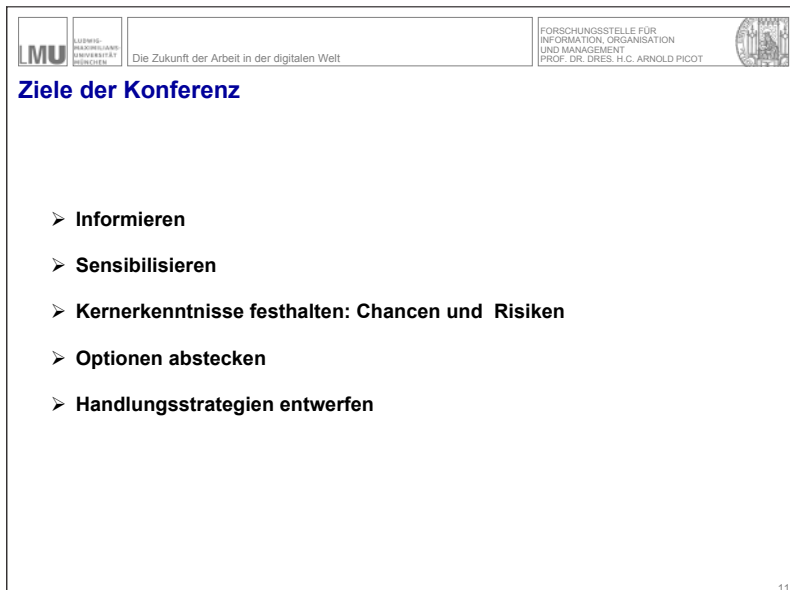 LMU
LUDWIG-
MAXIMILIANS-
UNIVERSITÄT
MÜNCHEN
Die Zukunft der Arbeit in der digitalen Welt
FORSCHUNGSSTELLE FÜR
INFORMATION, ORGANISATION
UND MANAGEMENT
PROF. DR. DRES. H.C. ARNOLD PICOT
Ziele der Konferenz
➢ Informieren
➢ Sensibilisieren
➢ Kernerkenntnisse festhalten: Chancen und  Risiken
➢ Optionen abstecken
➢ Handlungsstrategien entwerfen
11